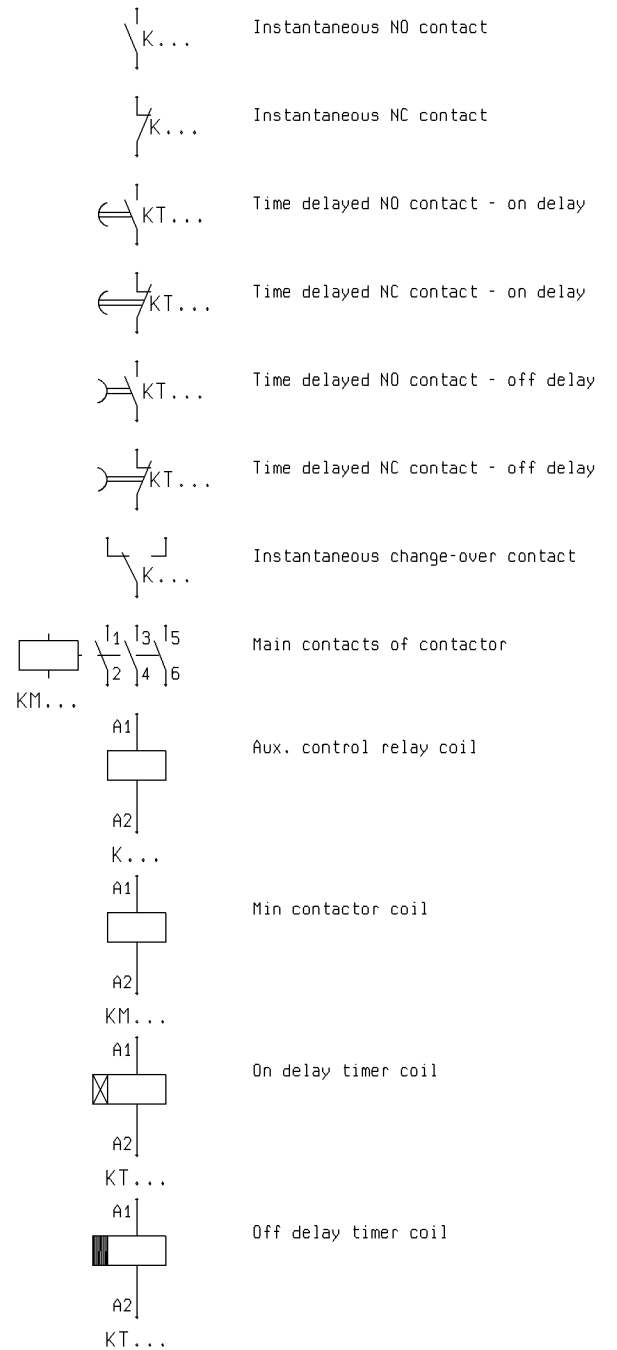 K... Instantaneous NO contact
K... Instantaneous NC contact
KT... Time delayed NO contact - on delay
KT... Time delayed NC contact - on delay
KT... Time delayed NO contact - off delay
KT... Time delayed NC contact - off delay
K... Instantaneous change-over contact
1 3 5
Main contacts of contactor
2 4 6
KM...
A1
Aux. control relay coil
A2
K...
A1
Min contactor coil
A2
KM...
A1
On delay timer coil
A2
KT...
A1
Off delay timer coil
A2
KT...